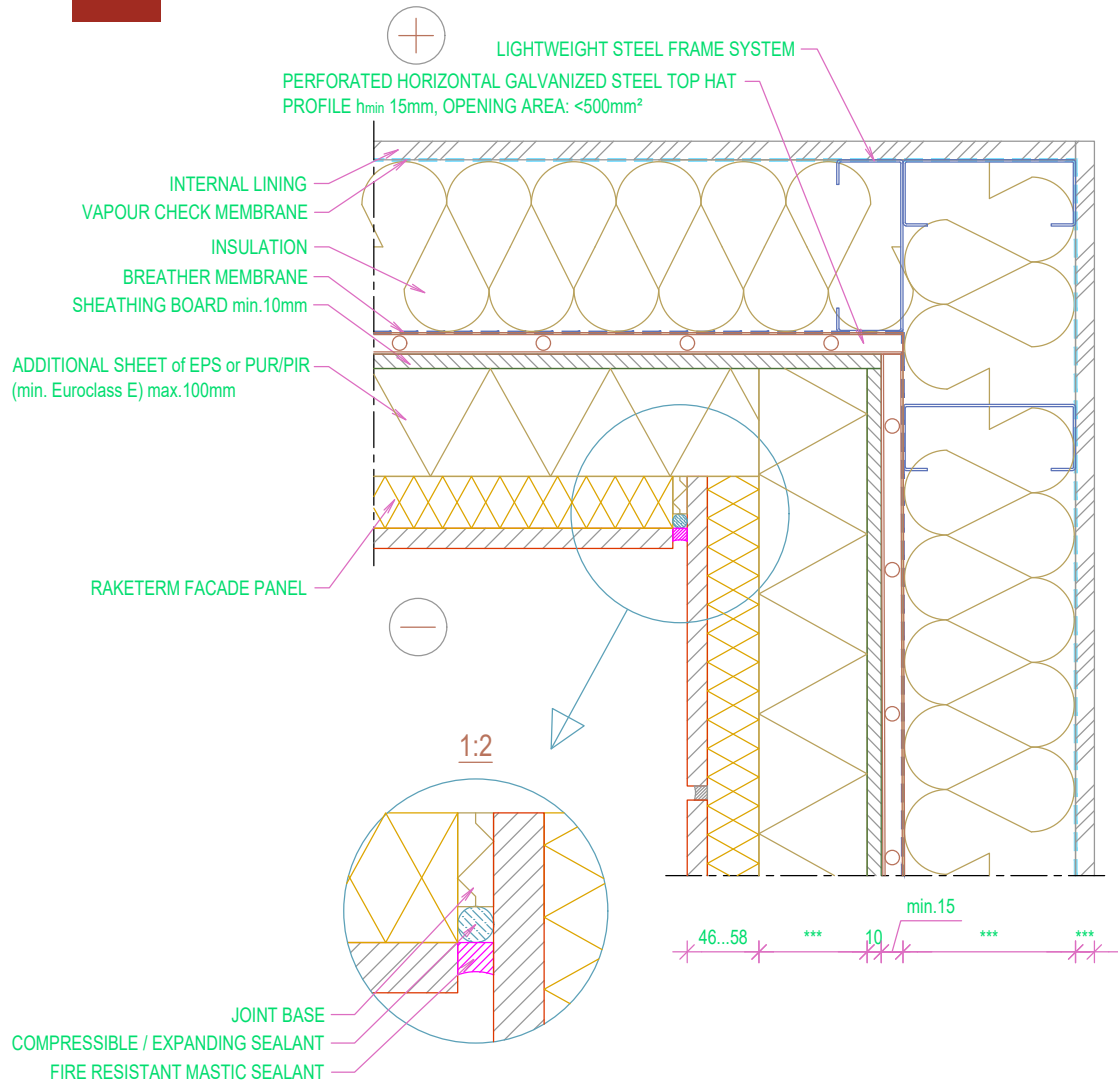 LIGHTWEIGHT STEEL FRAME SYSTEM
PERFORATED HORIZONTAL GALVANIZED STEEL TOP HAT
PROFILE hmin 15mm, OPENING AREA: <500mm²
INTERNAL LINING
VAPOUR CHECK MEMBRANE
INSULATION
BREATHER MEMBRANE
SHEATHING BOARD min.10mm
ADDITIONAL SHEET of EPS or PUR/PIR
(min. Euroclass E) max.100mm
RAKETERM FACADE PANEL
1:2
min.15
46...58 *** 10 *** ***
JOINT BASE
COMPRESSIBLE / EXPANDING SEALANT
FIRE RESISTANT MASTIC SEALANT